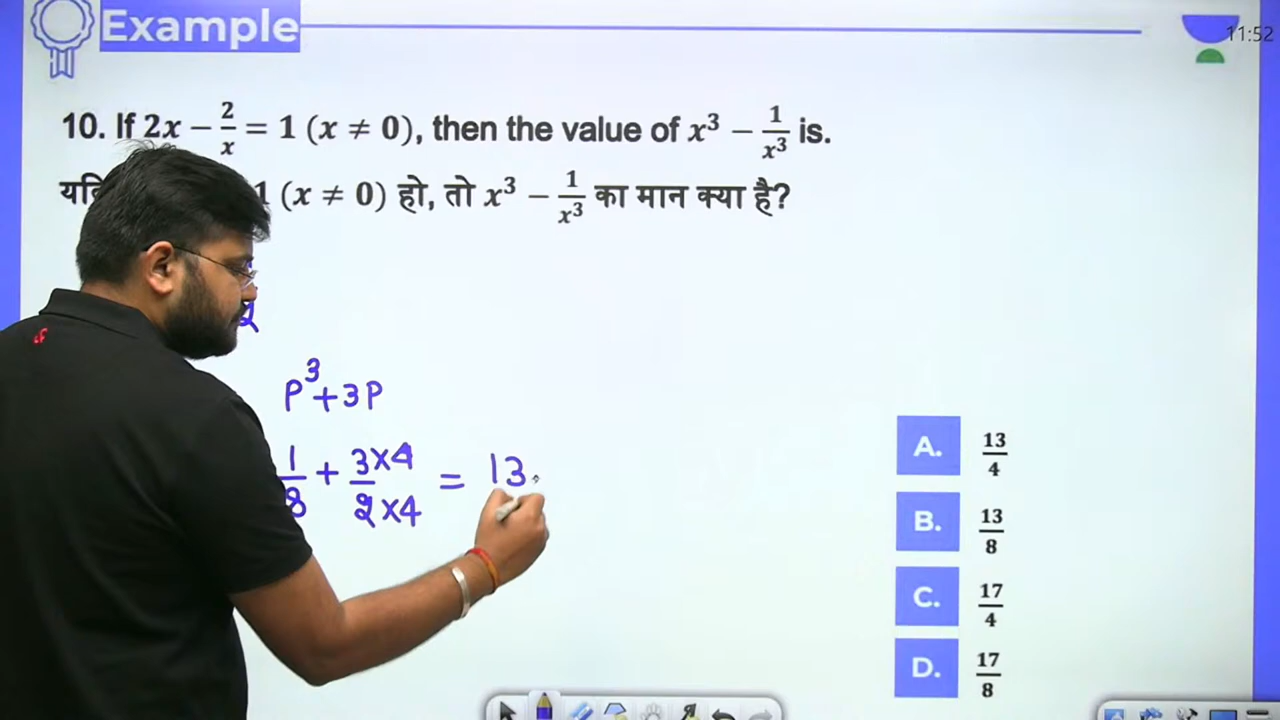 Example
11:52
10. If 2x − 2/x = 1 (x ≠ 0), then the value of x³ − 1/x³ is.
1 (x ≠ 0) हो, तो x³ − 1/x³ का मान क्या है?
2
P³+3P
1/8 + 3×4/2×4 = 13
A. 13/4
B. 13/8
C. 17/4
D. 17/8